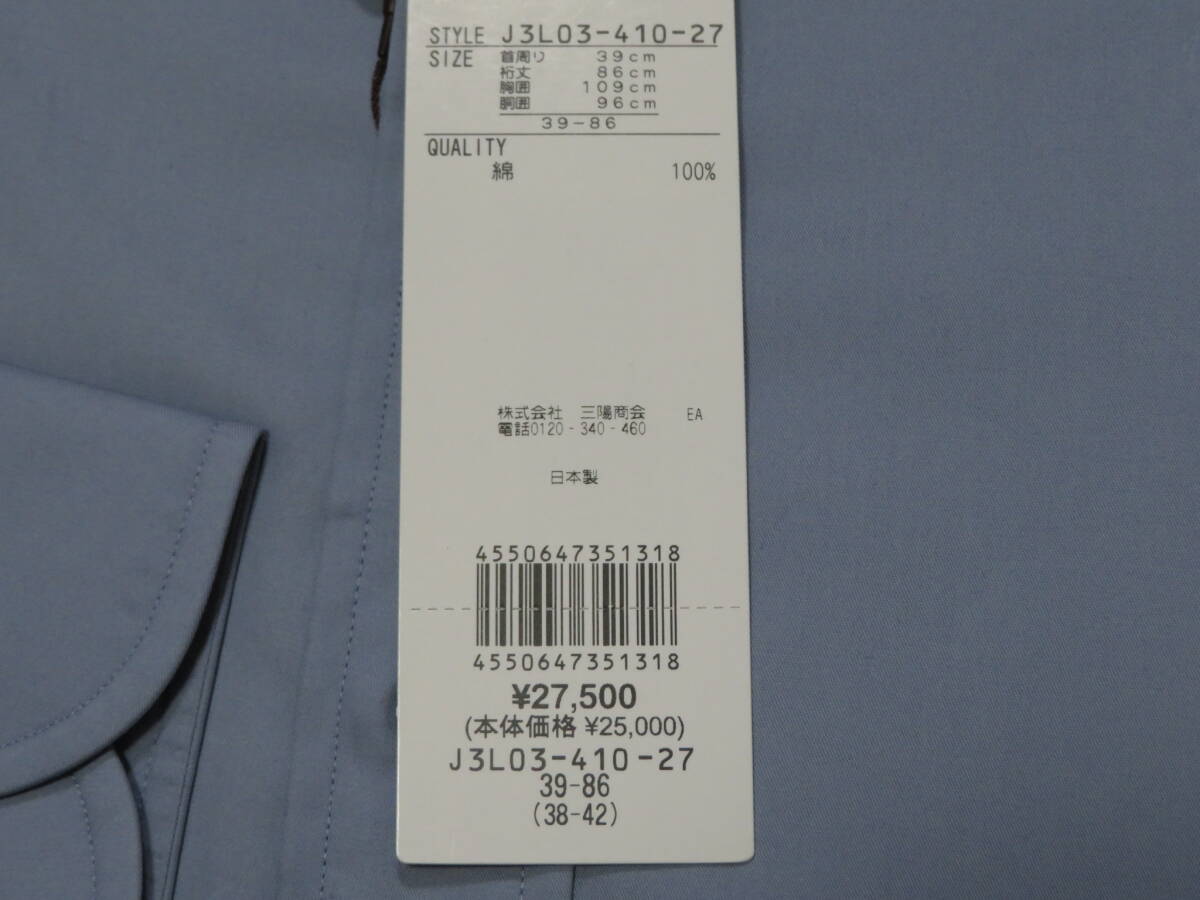 STYLE J3L03-410-27
SIZE 首周り 39cm
裄丈 86cm
胸囲 109cm
胴囲 96cm
39-86
QUALITY
綿 100%
株式会社 三陽商会 EA
電話0120-340-460
日本製
4550647351318
4550647351318
¥27,500
(本体価格 ¥25,000)
J3L03-410-27
39-86
(38-42)